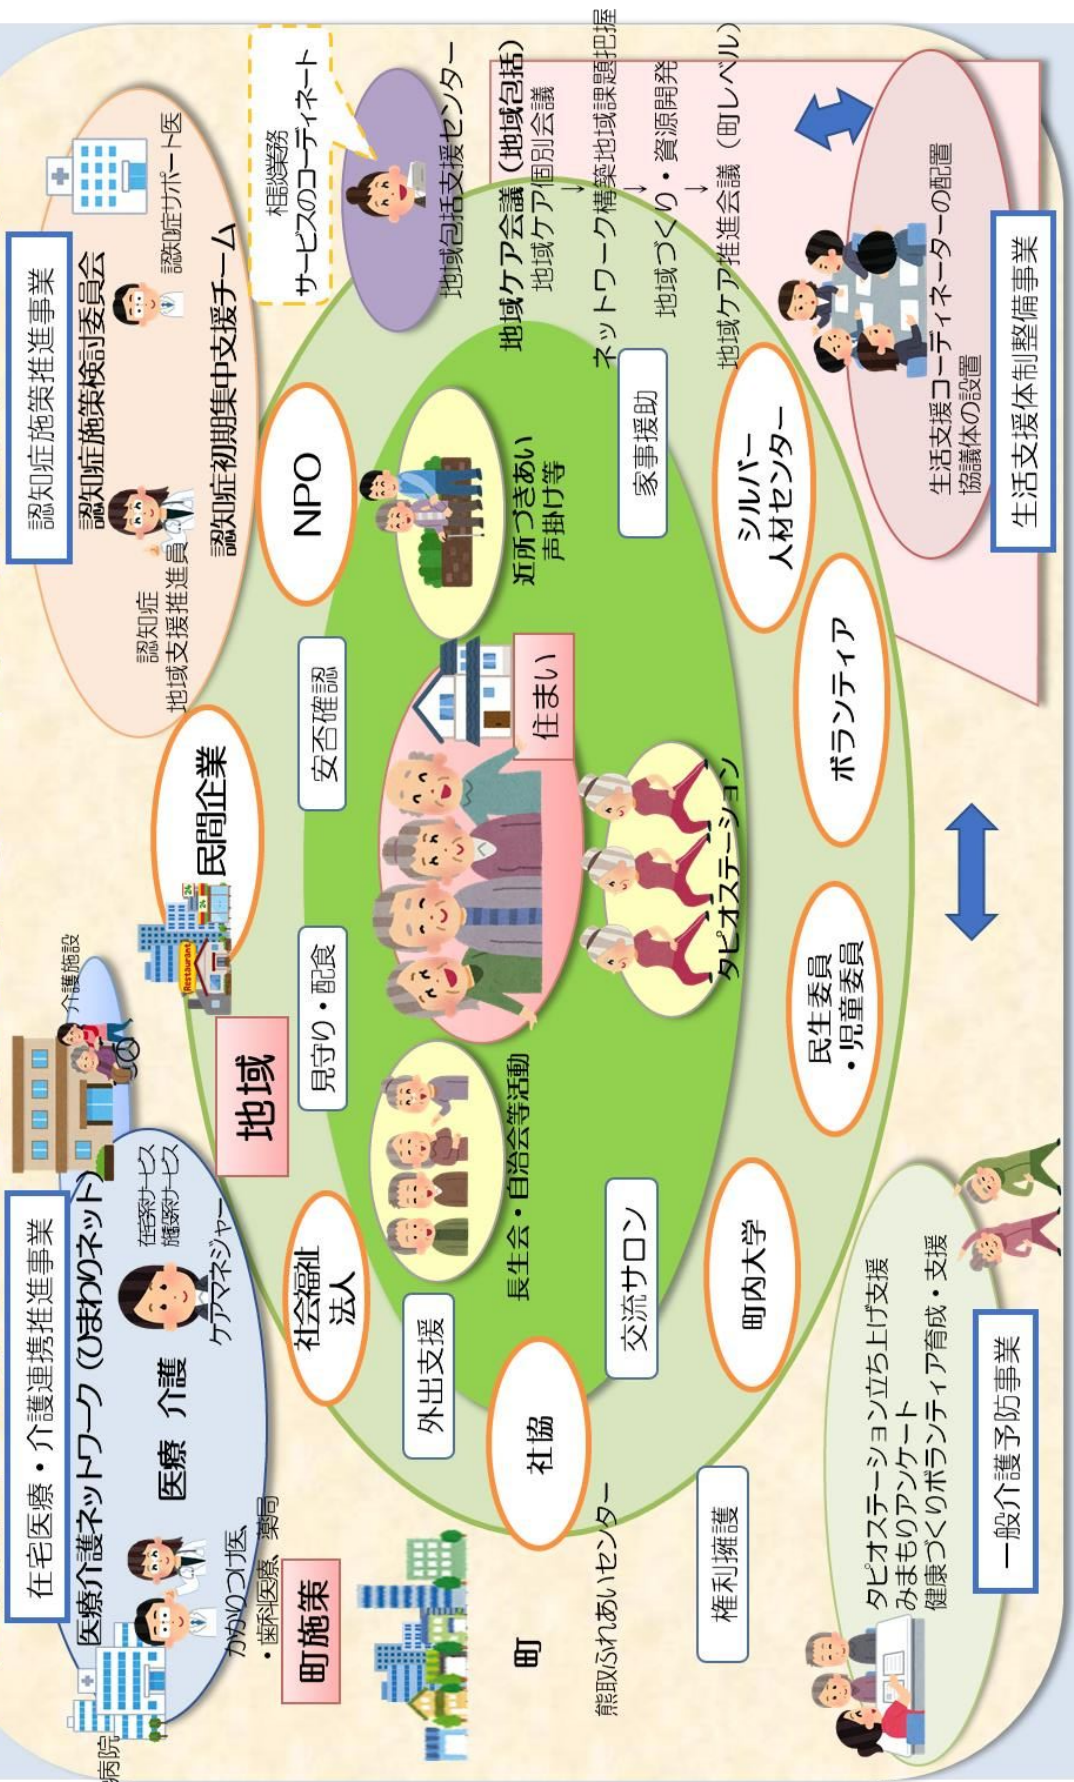 在宅医療・介護連携推進事業
医療介護ネットワーク（ひまわりネット）
医療 介護
在宅系サービス
施設系サービス
ケアマネジャー
介護施設
病院
かかりつけ医、
・歯科医療、薬局
認知症施策推進事業
認知症施策検討委員会
認知症サポート医
認知症
地域支援推進員
認知症初期集中支援チーム
相談業務
サービスのコーディネート
地域包括支援センター
地域ケア会議（地域包括）
地域ケア個別会議
↓
ネットワーク構築地域課題把握
↓
地域づくり・資源開発
↓
地域ケア推進会議（町レベル）
町施策
町
熊取ふれあいセンター
権利擁護
地域
民間企業
Restaurant
24
24
NPO
社会福祉
法人
見守り・配食
安否確認
外出支援
社協
長生会・自治会等活動
住まい
近所づきあい
声掛け等
家事援助
タピオステーション
交流サロン
町内大学
民生委員
・児童委員
ボランティア
シルバー
人材センター
タピオステーション立ち上げ支援
みまもりアンケート
健康づくりボランティア育成・支援
一般介護予防事業
生活支援コーディネーターの配置
協議体の設置
生活支援体制整備事業